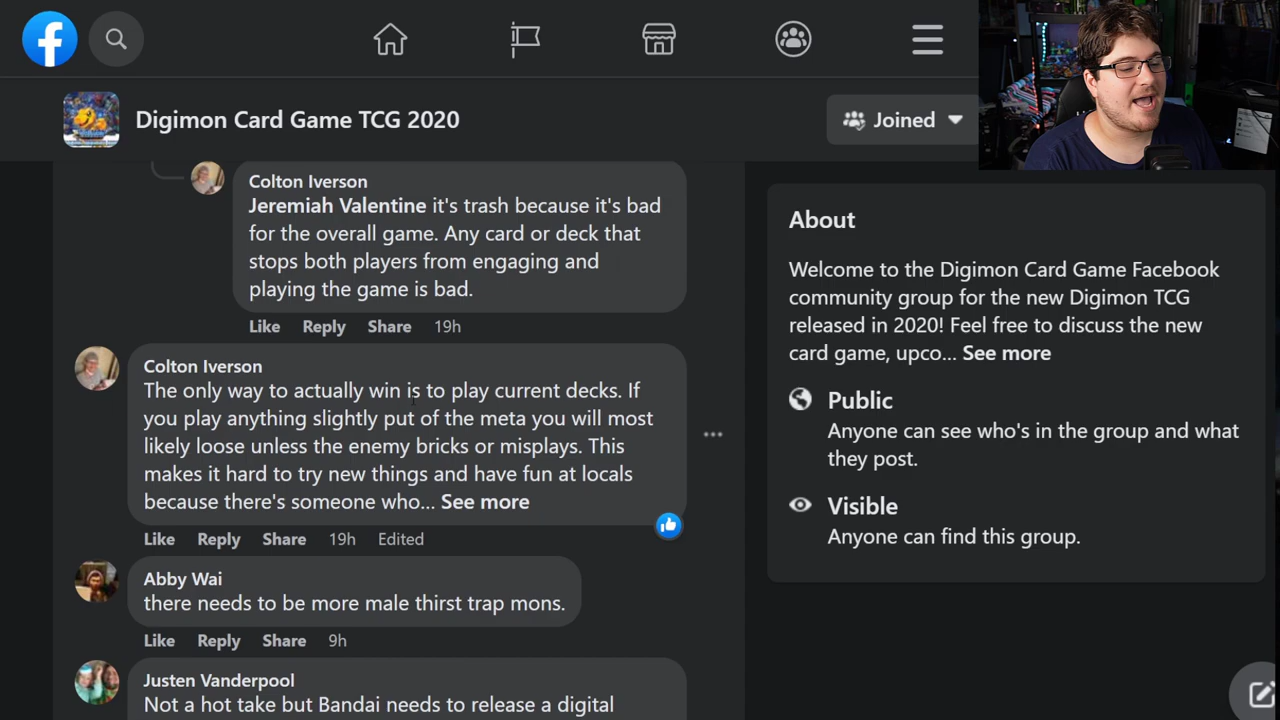 Digimon Card Game TCG 2020
Joined
Colton Iverson
Jeremiah Valentine it's trash because it's bad
for the overall game. Any card or deck that
stops both players from engaging and
playing the game is bad.
Like Reply Share 19h
Colton Iverson
The only way to actually win is to play current decks. If
you play anything slightly put of the meta you will most
likely loose unless the enemy bricks or misplays. This
makes it hard to try new things and have fun at locals
because there's someone who... See more
Like Reply Share 19h Edited
Abby Wai
there needs to be more male thirst trap mons.
Like Reply Share 9h
Justen Vanderpool
Not a hot take but Bandai needs to release a digital
About
Welcome to the Digimon Card Game Facebook
community group for the new Digimon TCG
released in 2020! Feel free to discuss the new
card game, upco... See more
Public
Anyone can see who's in the group and what
they post.
Visible
Anyone can find this group.